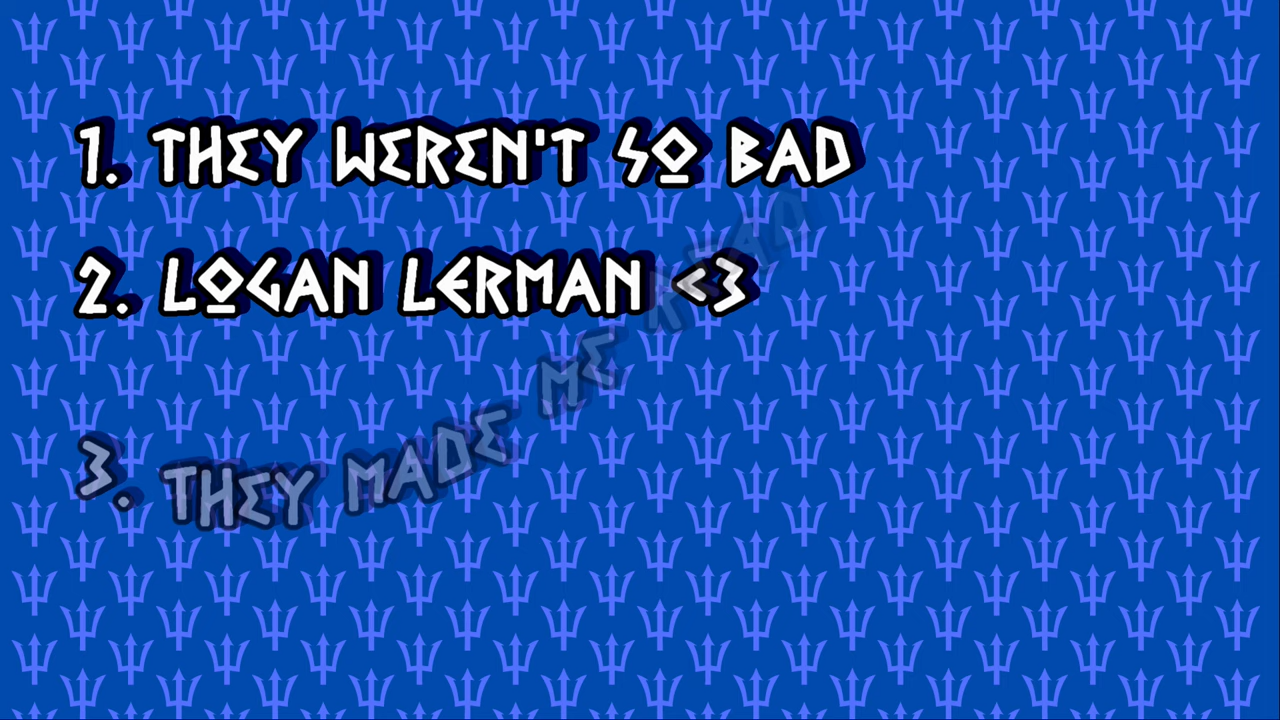 1. THEY WEREN'T SO BAD
2. LOGAN LERMAN <3
3. THEY MADE ME READ